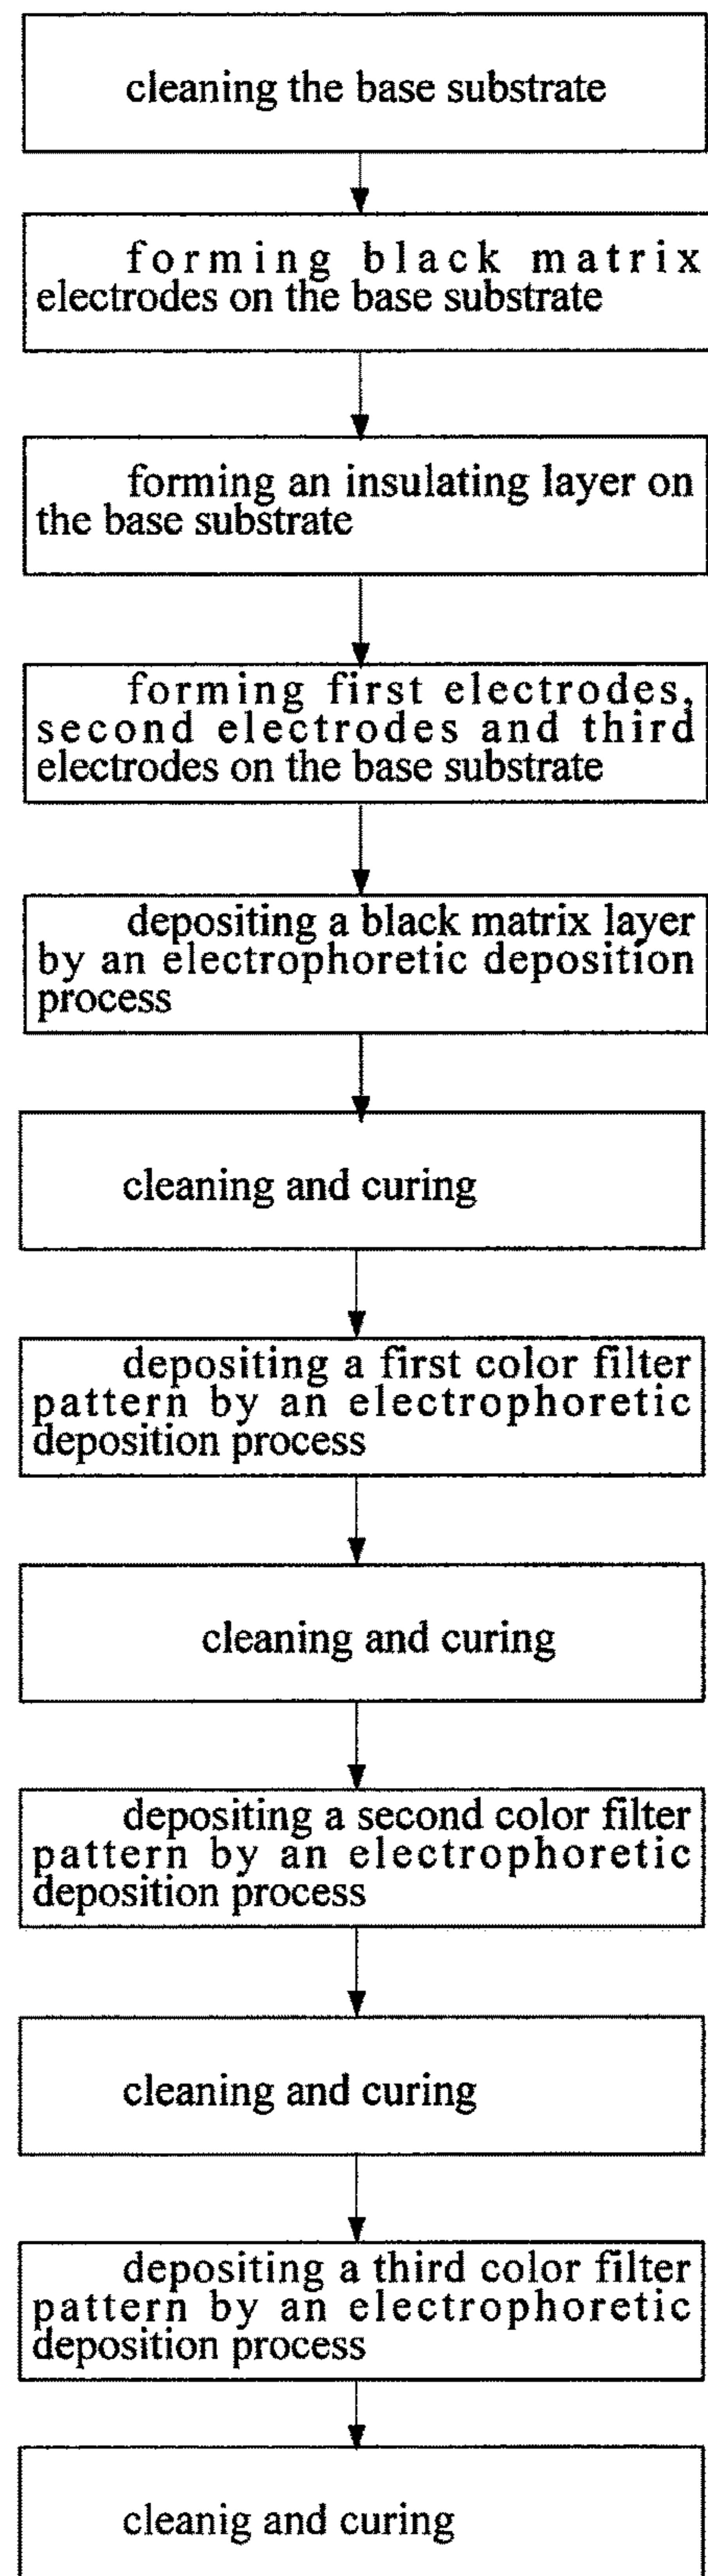 cleaning the base substrate
forming black matrix
electrodes on the base substrate
forming an insulating layer on
the base substrate
forming first electrodes,
second electrodes and third
electrodes on the base substrate
depositing a black matrix layer
by an electrophoretic deposition
process
cleaning and curing
depositing a first color filter
pattern by an electrophoretic
deposition process
cleaning and curing
depositing a second color filter
pattern by an electrophoretic
deposition process
cleaning and curing
depositing a third color filter
pattern by an electrophoretic
deposition process
cleanig and curing